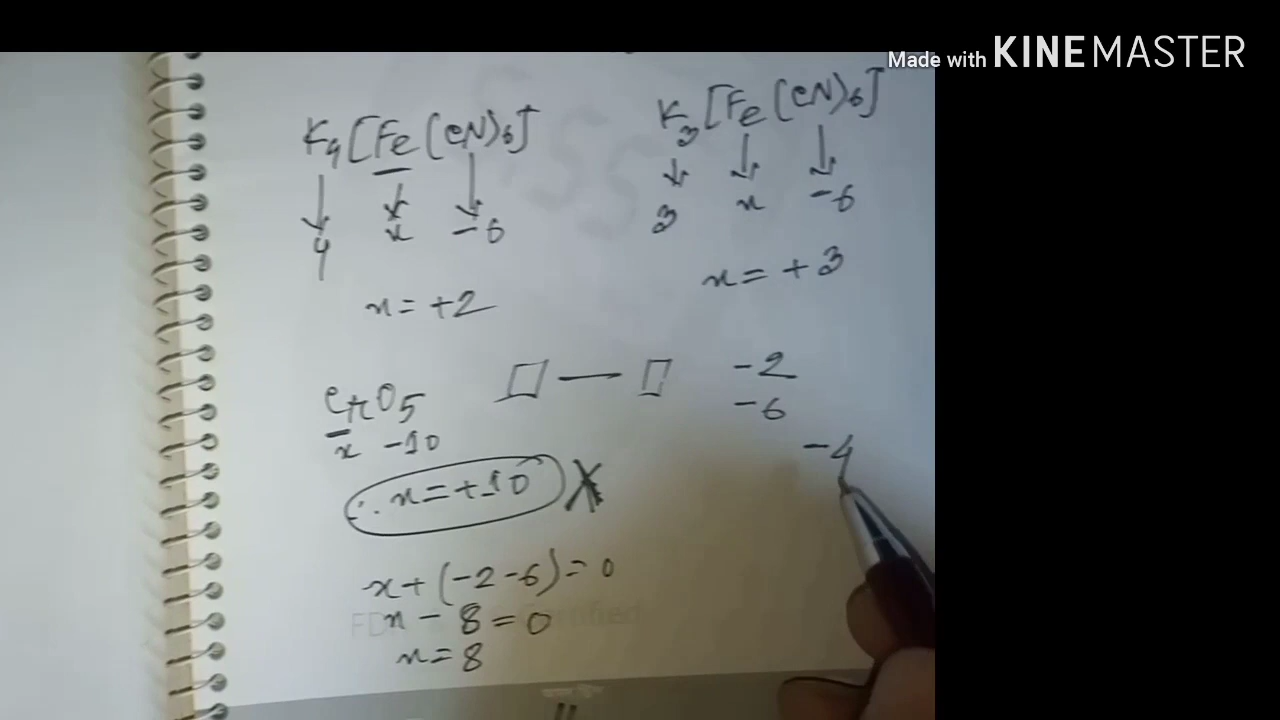 Made with KINEMASTER
K4[Fe(CN)6]
K3[Fe(CN)6]
4 x -6
3 x -6
x = +2
x = +3
CrO5
x -10
-2
-6
-4
∴ x = +10 X
x + (-2 - 6) = 0
x - 8 = 0
x = 8